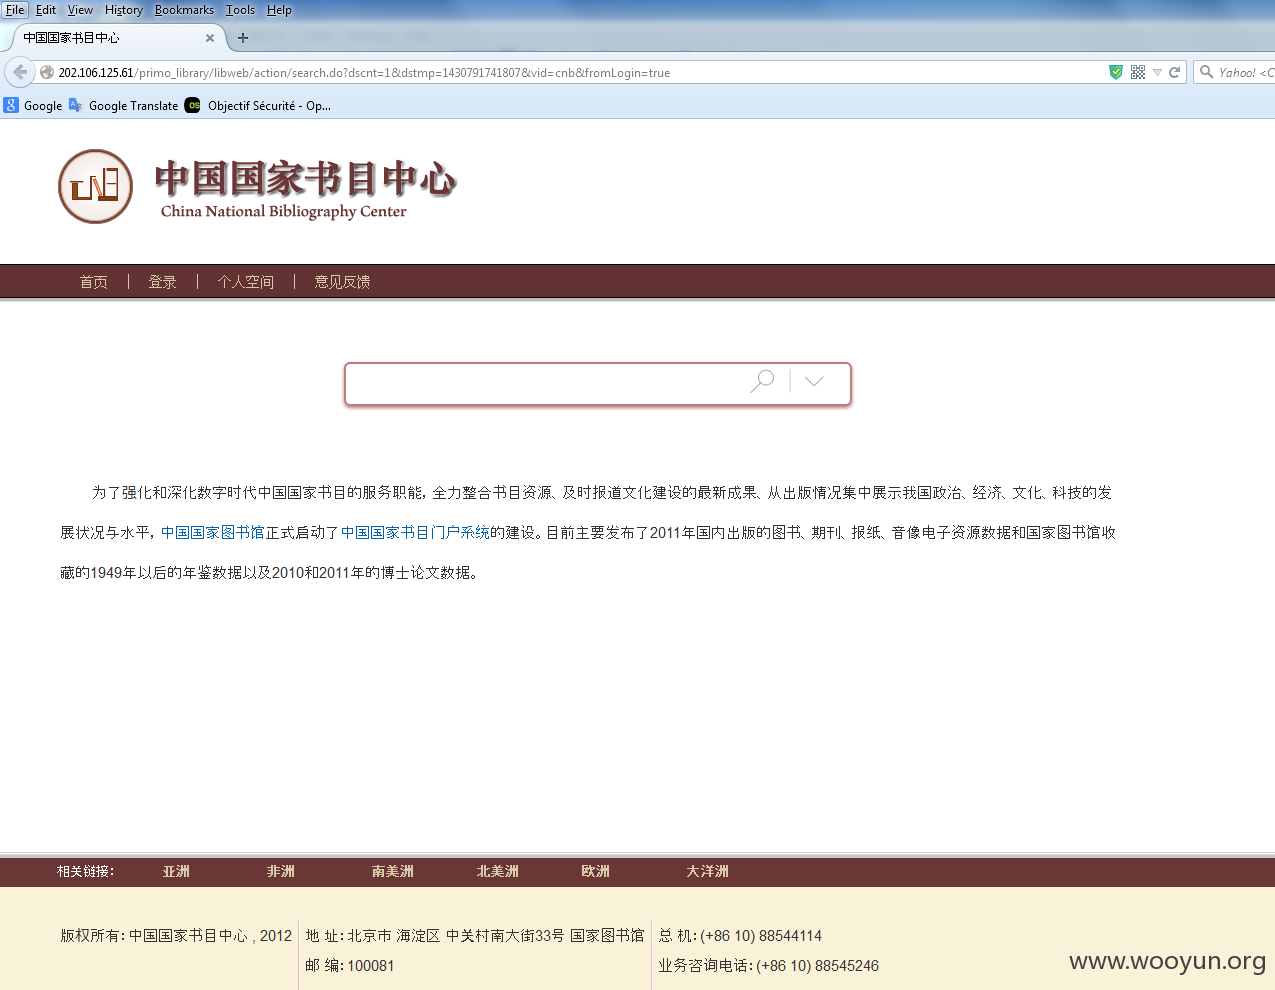 File Edit View History Bookmarks Tools Help
中国国家书目中心
202.106.125.61/primo_library/libweb/action/search.do?dscnt=1&dstmp=1430791741807&vid=cnb&fromLogin=true
Yahoo! <C
Google Google Translate OS Objectif Sécurité - Op...
中国国家书目中心
China National Bibliography Center
首页 | 登录 | 个人空间 | 意见反馈
为了强化和深化数字时代中国国家书目的服务职能，全力整合书目资源、及时报道文化建设的最新成果、从出版情况集中展示我国政治、经济、文化、科技的发
展状况与水平，中国国家图书馆正式启动了中国国家书目门户系统的建设。目前主要发布了2011年国内出版的图书、期刊、报纸、音像电子资源数据和国家图书馆收
藏的1949年以后的年鉴数据以及2010和2011年的博士论文数据。
相关链接： 亚洲 非洲 南美洲 北美洲 欧洲 大洋洲
版权所有：中国国家书目中心 , 2012 地 址：北京市 海淀区 中关村南大街33号 国家图书馆 总 机：(+86 10) 88544114
邮 编：100081 业务咨询电话：(+86 10) 88545246
www.wooyun.org